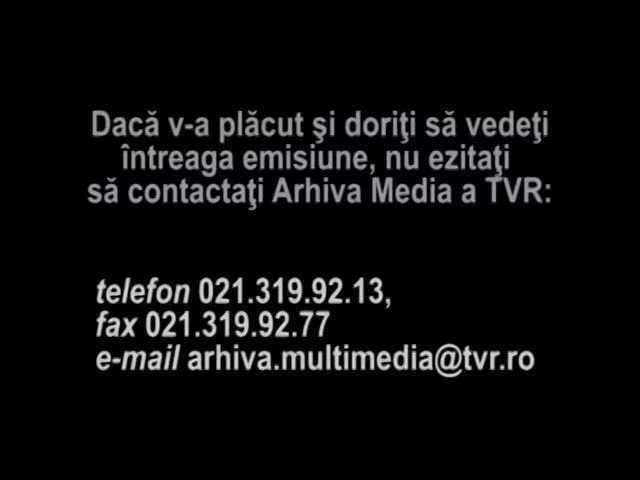 Dacă v-a plăcut şi doriţi să vedeţi
întreaga emisiune, nu ezitaţi
să contactaţi Arhiva Media a TVR:
telefon 021.319.92.13,
fax 021.319.92.77
e-mail arhiva.multimedia@tvr.ro